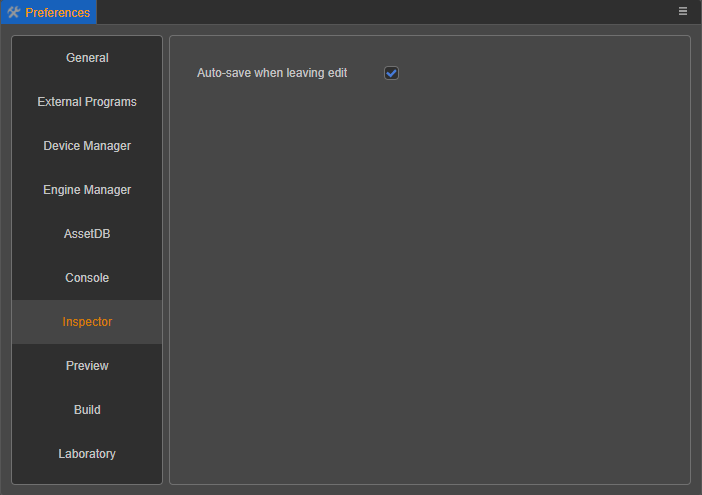 Preferences
General
External Programs
Device Manager
Engine Manager
AssetDB
Console
Inspector
Preview
Build
Laboratory
Auto-save when leaving edit